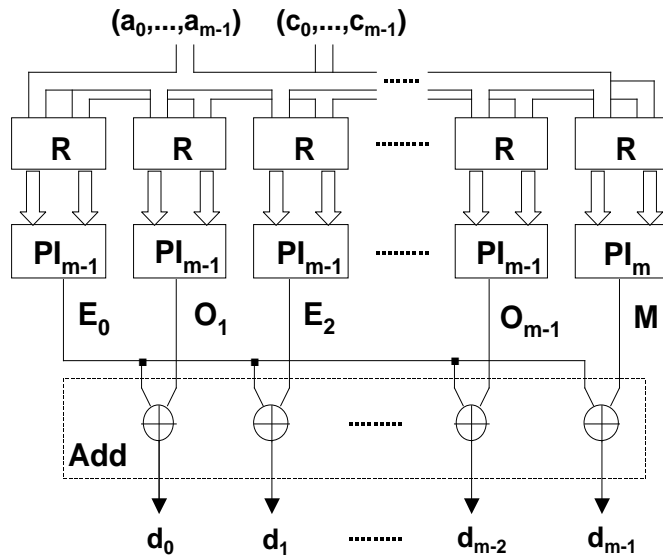 (a₀,...,aₘ₋₁) (c₀,...,cₘ₋₁)
R R R R R
PIₘ₋₁ PIₘ₋₁ PIₘ₋₁ PIₘ₋₁ PIₘ
E₀ O₁ E₂ Oₘ₋₁ M
Add
d₀ d₁ dₘ₋₂ dₘ₋₁